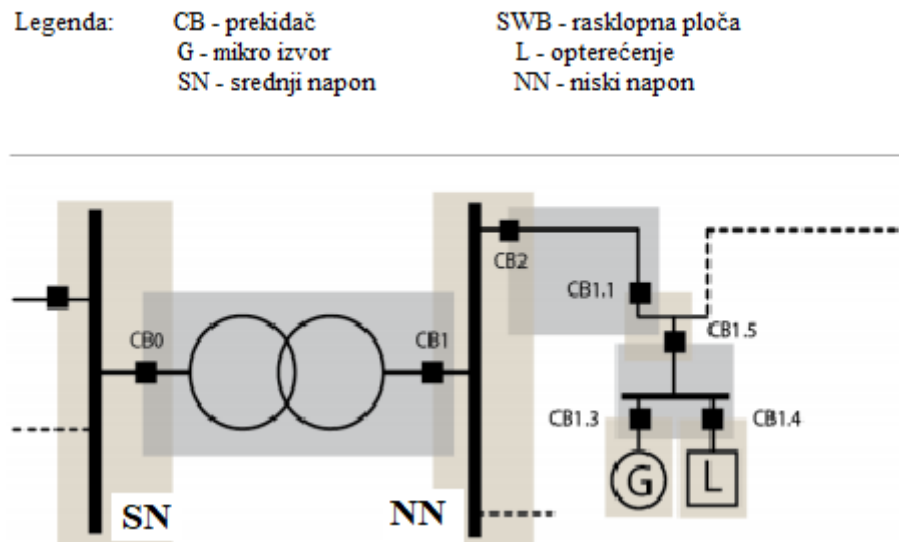 Legenda: CB - prekidač SWB - rasklopna ploča
G - mikro izvor L - opterećenje
SN - srednji napon NN - niski napon
CB2
CB1.1
CB0
CB1
CB1.5
CB1.3
CB1.4
G
L
SN
NN